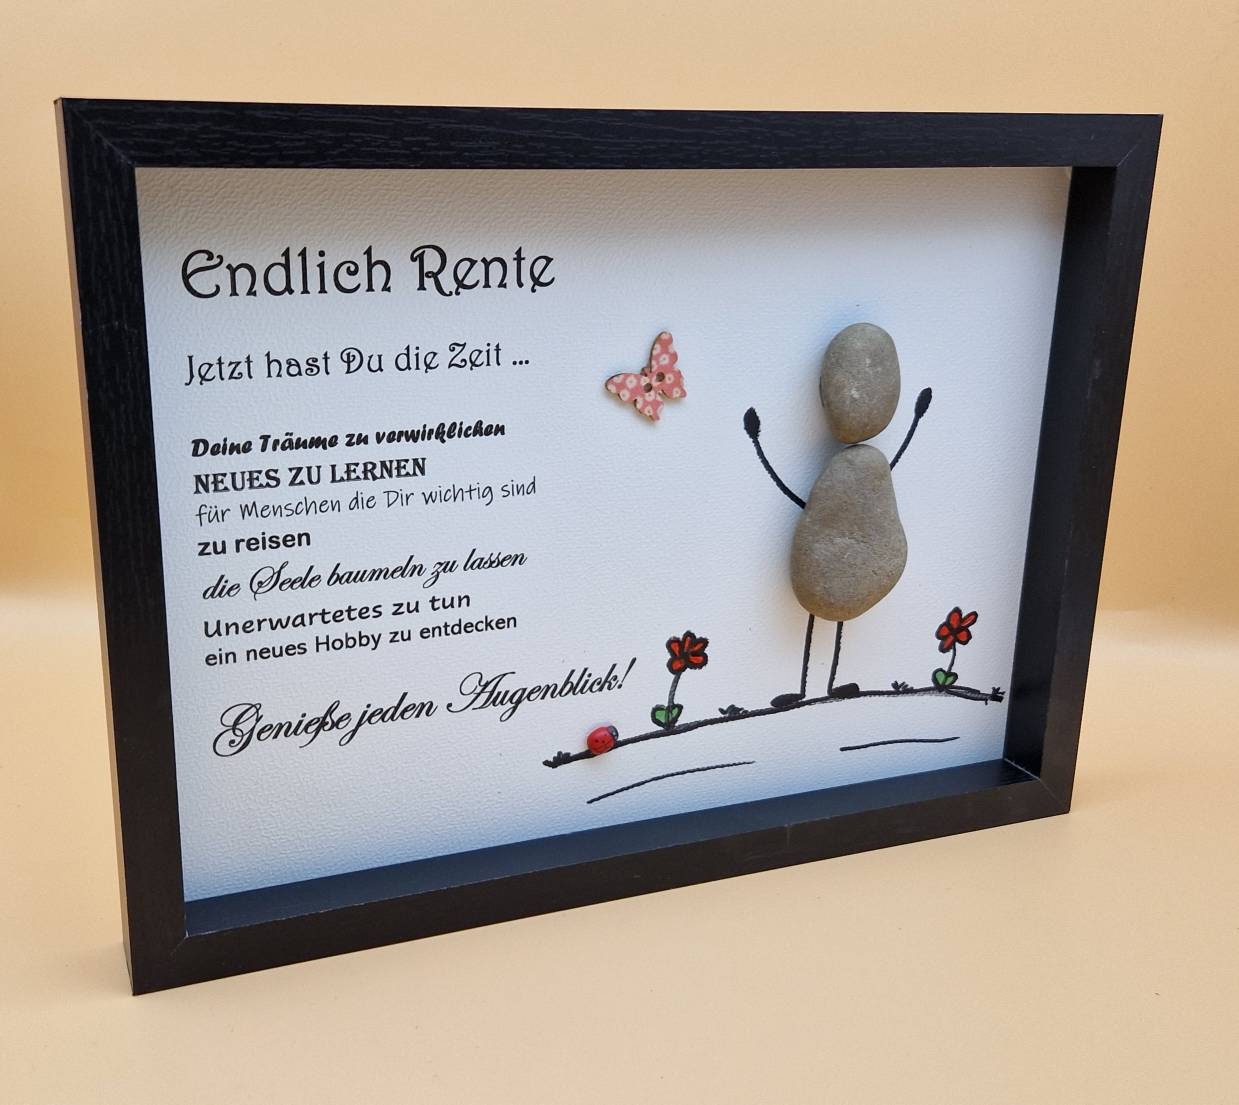 Endlich Rente
Jetzt hast Du die Zeit ...
Deine Träume zu verwirklichen
NEUES ZU LERNEN
für Menschen die Dir wichtig sind
zu reisen
die Seele baumeln zu lassen
Unerwartetes zu tun
ein neues Hobby zu entdecken
Genieße jeden Augenblick!